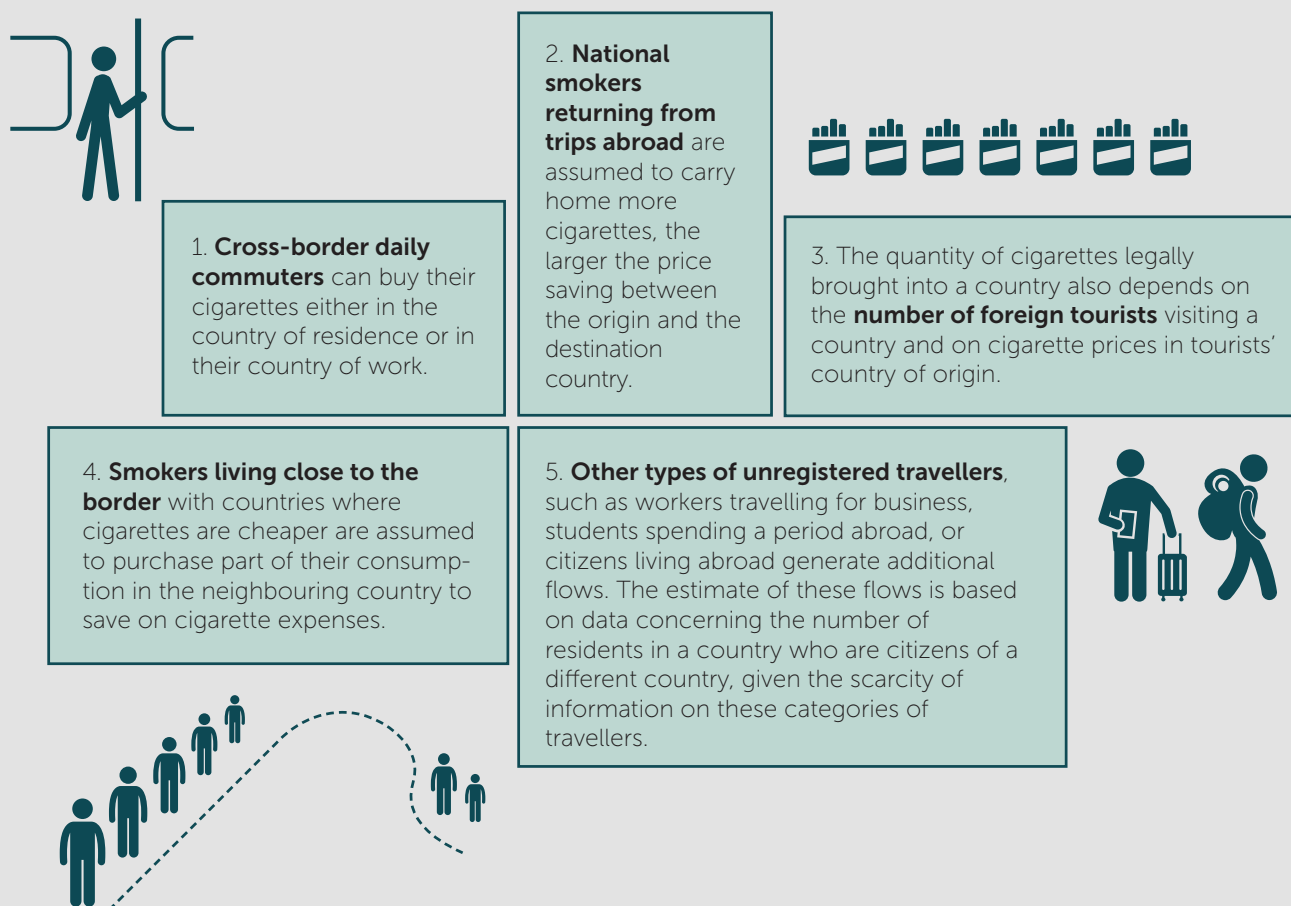 1. Cross-border daily
commuters can buy their
cigarettes either in the
country of residence or in
their country of work.
2. National
smokers
returning from
trips abroad are
assumed to carry
home more
cigarettes, the
larger the price
saving between
the origin and the
destination
country.
3. The quantity of cigarettes legally
brought into a country also depends on
the number of foreign tourists visiting a
country and on cigarette prices in tourists’
country of origin.
4. Smokers living close to the
border with countries where
cigarettes are cheaper are assumed
to purchase part of their consump-
tion in the neighbouring country to
save on cigarette expenses.
5. Other types of unregistered travellers,
such as workers travelling for business,
students spending a period abroad, or
citizens living abroad generate additional
flows. The estimate of these flows is based
on data concerning the number of
residents in a country who are citizens of a
different country, given the scarcity of
information on these categories of
travellers.